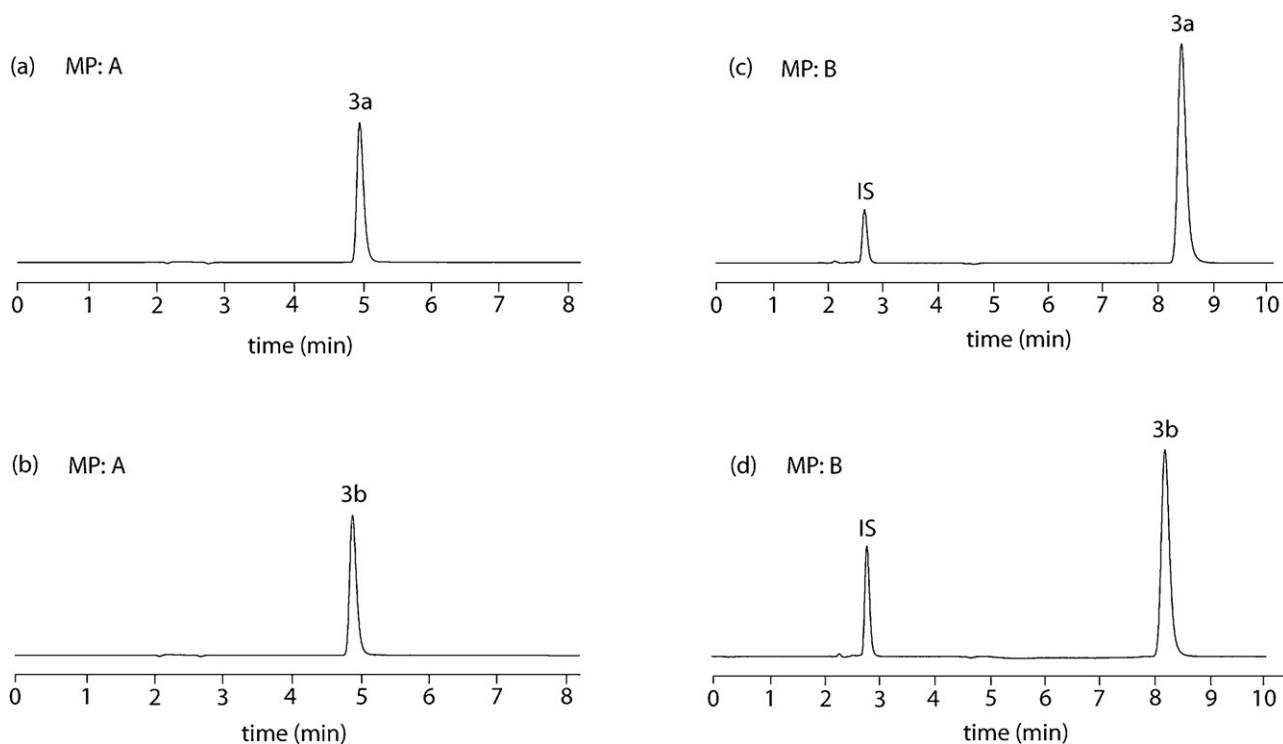 (a) MP: A
3a
0 1 2 3 4 5 6 7 8
time (min)
(b) MP: A
3b
0 1 2 3 4 5 6 7 8
time (min)
(c) MP: B
3a
IS
0 1 2 3 4 5 6 7 8 9 10
time (min)
(d) MP: B
3b
IS
0 1 2 3 4 5 6 7 8 9 10
time (min)